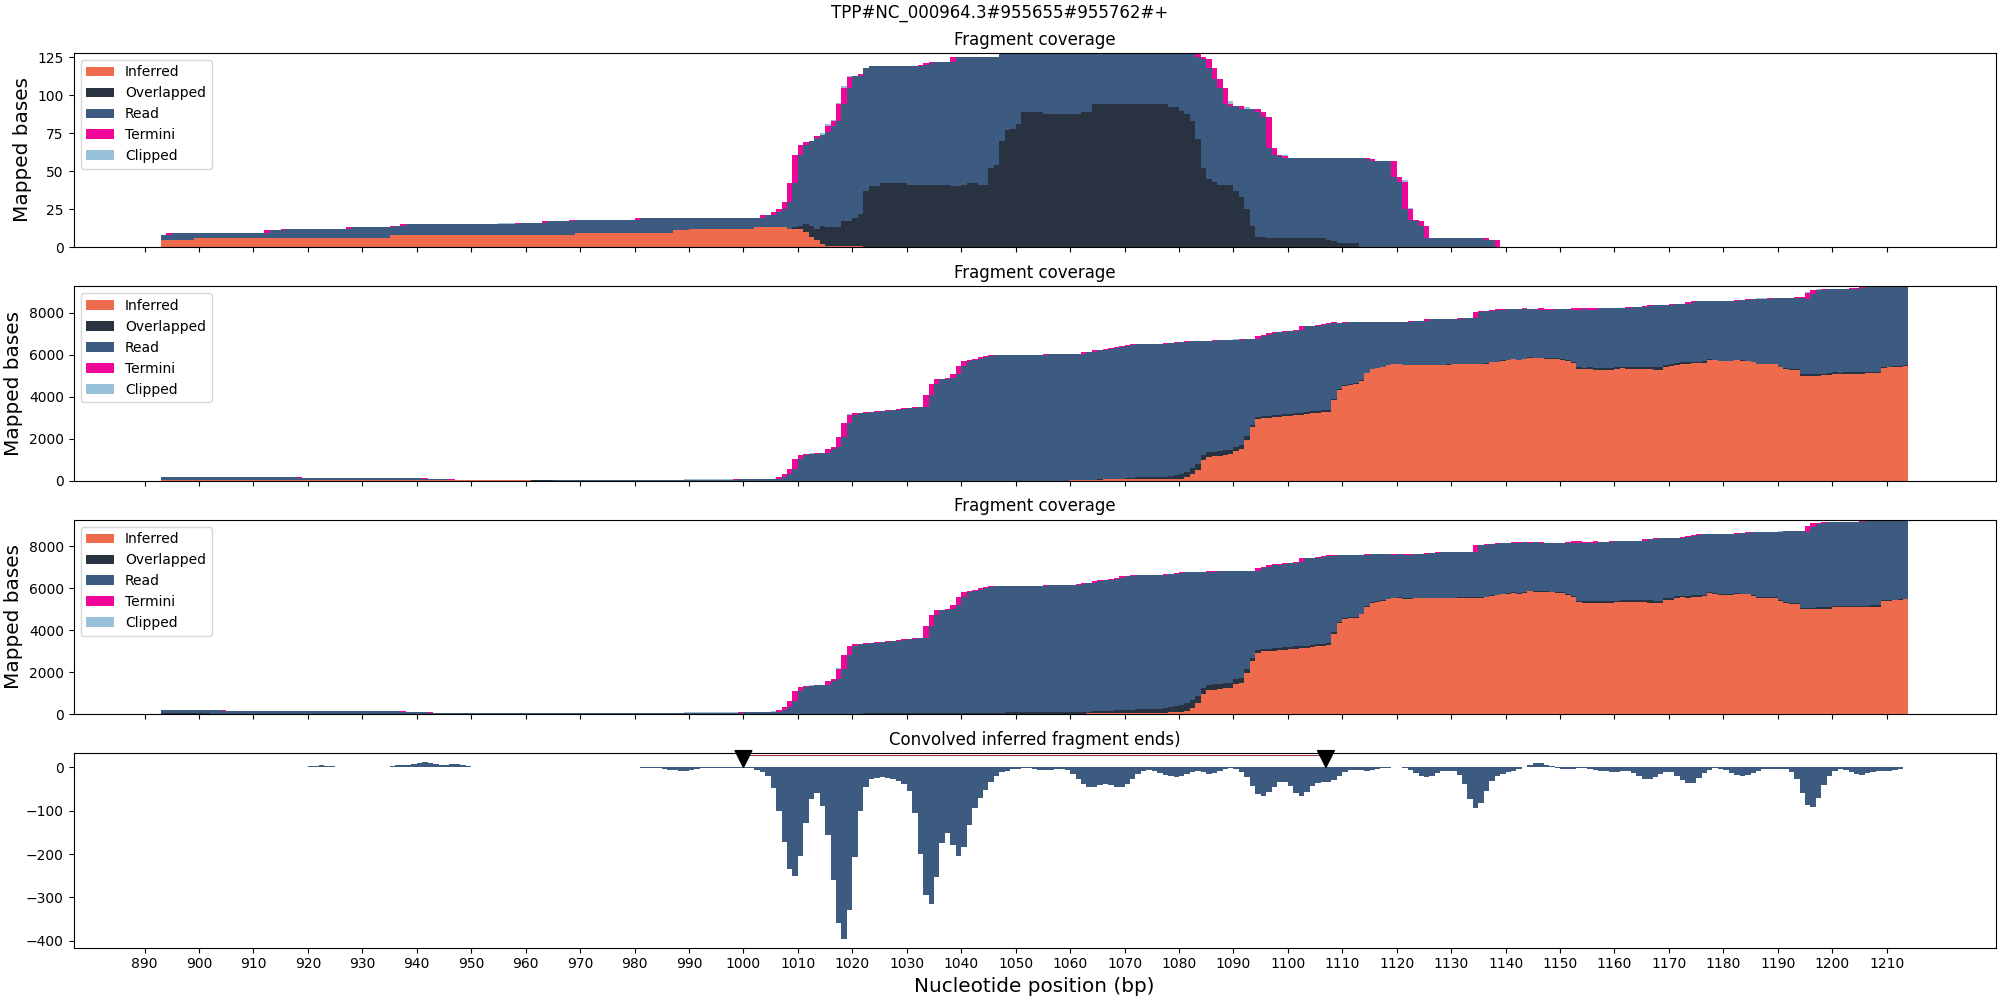 TPP#NC_000964.3#955655#955762#+
Fragment coverage
125
100
75
50
25
0
Mapped bases
Inferred
Overlapped
Read
Termini
Clipped
Fragment coverage
8000
6000
4000
2000
0
Mapped bases
Inferred
Overlapped
Read
Termini
Clipped
Fragment coverage
8000
6000
4000
2000
0
Mapped bases
Inferred
Overlapped
Read
Termini
Clipped
Convolved inferred fragment ends)
0
−100
−200
−300
−400
890 900 910 920 930 940 950 960 970 980 990 1000 1010 1020 1030 1040 1050 1060 1070 1080 1090 1100 1110 1120 1130 1140 1150 1160 1170 1180 1190 1200 1210
Nucleotide position (bp)